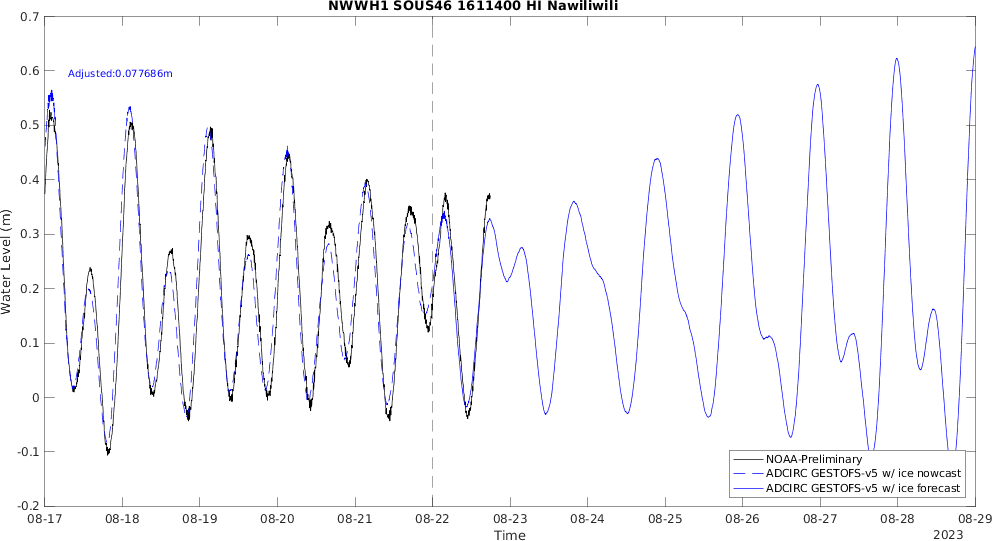 NWWH1 SOUS46 1611400 HI Nawiliwili
0.7
0.6
0.5
0.4
0.3
0.2
0.1
0
-0.1
-0.2
Water Level (m)
Adjusted:0.077686m
NOAA-Preliminary
ADCIRC GESTOFS-v5 w/ ice nowcast
ADCIRC GESTOFS-v5 w/ ice forecast
08-17 08-18 08-19 08-20 08-21 08-22 08-23 08-24 08-25 08-26 08-27 08-28 08-29
Time
2023